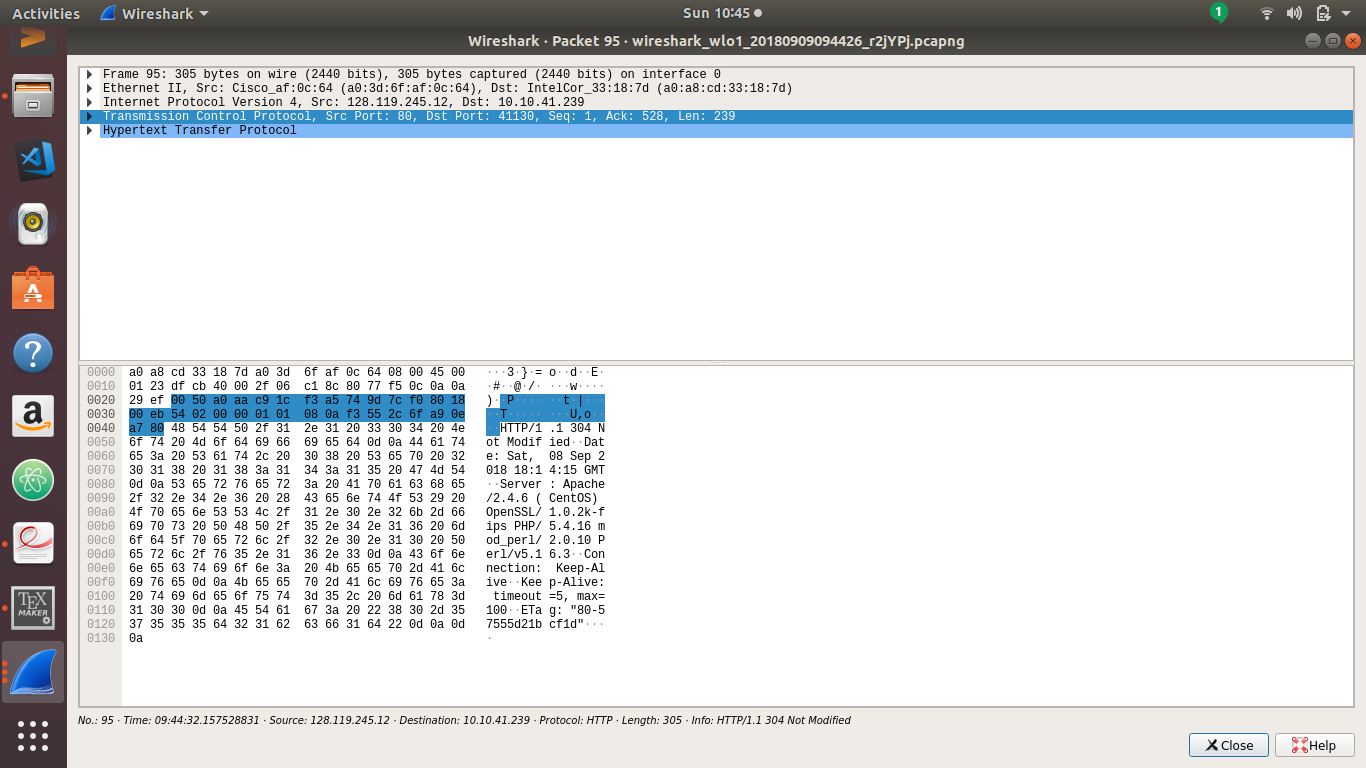 Activities Wireshark Sun 10:45 1
Wireshark · Packet 95 · wireshark_wlo1_20180909094426_r2jYPj.pcapng
Frame 95: 305 bytes on wire (2440 bits), 305 bytes captured (2440 bits) on interface 0
Ethernet II, Src: Cisco_af:0c:64 (a0:3d:6f:af:0c:64), Dst: IntelCor_33:18:7d (a0:a8:cd:33:18:7d)
Internet Protocol Version 4, Src: 128.119.245.12, Dst: 10.10.41.239
Transmission Control Protocol, Src Port: 80, Dst Port: 41130, Seq: 1, Ack: 528, Len: 239
Hypertext Transfer Protocol
0000 a0 a8 cd 33 18 7d a0 3d 6f af 0c 64 08 00 45 00 ···3·}·= o··d··E·
0010 01 23 df cb 40 00 2f 06 c1 8c 80 77 f5 0c 0a 0a ·#··@·/· ···w····
0020 29 ef 00 50 a0 aa c9 1c f3 a5 74 9d 7c f0 80 18 )··P···· ··t·|···
0030 00 eb 54 02 00 00 01 01 08 0a f3 55 2c 6f a9 0e ··T····· ···U,o··
0040 a7 80 48 54 54 50 2f 31 2e 31 20 33 30 34 20 4e ··HTTP/1 .1 304 N
0050 6f 74 20 4d 6f 64 69 66 69 65 64 0d 0a 44 61 74 ot Modif ied··Dat
0060 65 3a 20 53 61 74 2c 20 30 38 20 53 65 70 20 32 e: Sat,  08 Sep 2
0070 30 31 38 20 31 38 3a 31 34 3a 31 35 20 47 4d 54 018 18:1 4:15 GMT
0080 0d 0a 53 65 72 76 65 72 3a 20 41 70 61 63 68 65 ··Server : Apache
0090 2f 32 2e 34 2e 36 20 28 43 65 6e 74 4f 53 29 20 /2.4.6 ( CentOS)
00a0 4f 70 65 6e 53 53 4c 2f 31 2e 30 2e 32 6b 2d 66 OpenSSL/ 1.0.2k-f
00b0 69 70 73 20 50 48 50 2f 35 2e 34 2e 31 36 20 6d ips PHP/ 5.4.16 m
00c0 6f 64 5f 70 65 72 6c 2f 32 2e 30 2e 31 30 20 50 od_perl/ 2.0.10 P
00d0 65 72 6c 2f 76 35 2e 31 36 2e 33 0d 0a 43 6f 6e erl/v5.1 6.3··Con
00e0 6e 65 63 74 69 6f 6e 3a 20 4b 65 65 70 2d 41 6c nection:  Keep-Al
00f0 69 76 65 0d 0a 4b 65 65 70 2d 41 6c 69 76 65 3a ive··Kee p-Alive:
0100 20 74 69 6d 65 6f 75 74 3d 35 2c 20 6d 61 78 3d  timeout =5, max=
0110 31 30 30 0d 0a 45 54 61 67 3a 20 22 38 30 2d 35 100··ETa g: "80-5
0120 37 35 35 35 64 32 31 62 63 66 31 64 22 0d 0a 0d 7555d21b cf1d"···
0130 0a ·
No.: 95 · Time: 09:44:32.157528831 · Source: 128.119.245.12 · Destination: 10.10.41.239 · Protocol: HTTP · Length: 305 · Info: HTTP/1.1 304 Not Modified
Close Help